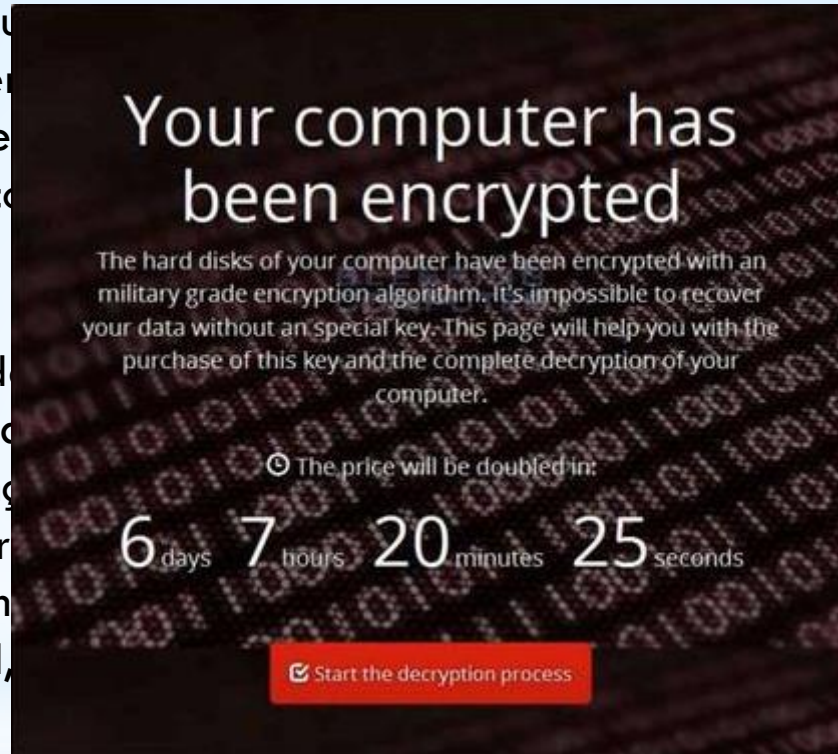 Your computer has
been encrypted
The hard disks of your computer have been encrypted with an
military grade encryption algorithm. It's impossible to recover
your data without an special key. This page will help you with the
purchase of this key and the complete decryption of your
computer.
The price will be doubled in:
6 days 7 hours 20 minutes 25 seconds
Start the decryption process